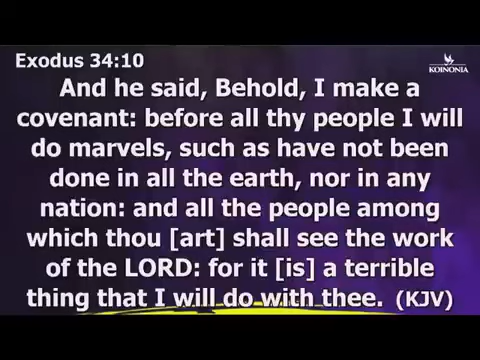 Exodus 34:10
KOINONIA
And he said, Behold, I make a
covenant: before all thy people I will
do marvels, such as have not been
done in all the earth, nor in any
nation: and all the people among
which thou [art] shall see the work
of the LORD: for it [is] a terrible
thing that I will do with thee. (KJV)